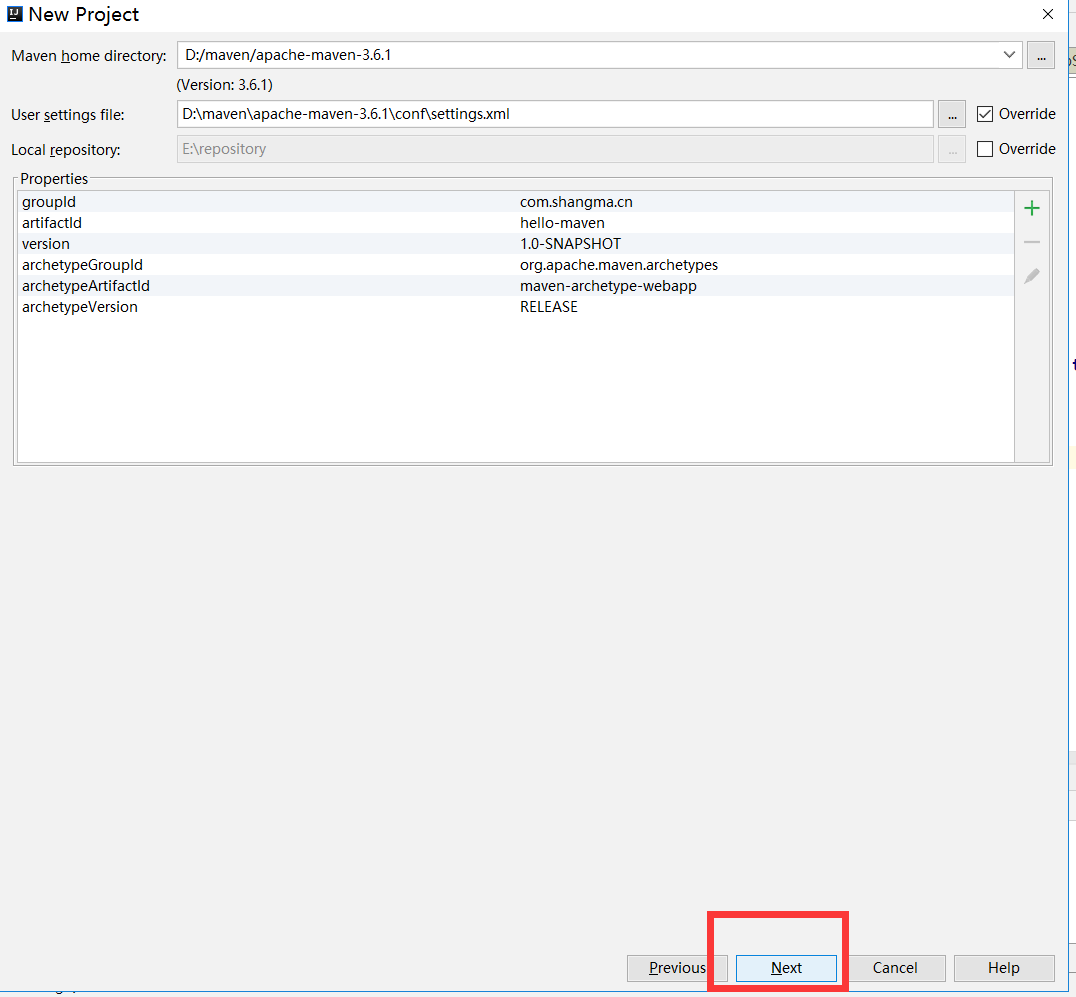 New Project
Maven home directory: D:/maven/apache-maven-3.6.1 ...
(Version: 3.6.1)
User settings file: D:\maven\apache-maven-3.6.1\conf\settings.xml ... Override
Local repository: E:\repository ... Override
Properties
groupId com.shangma.cn
artifactId hello-maven
version 1.0-SNAPSHOT
archetypeGroupId org.apache.maven.archetypes
archetypeArtifactId maven-archetype-webapp
archetypeVersion RELEASE
Previous Next Cancel Help